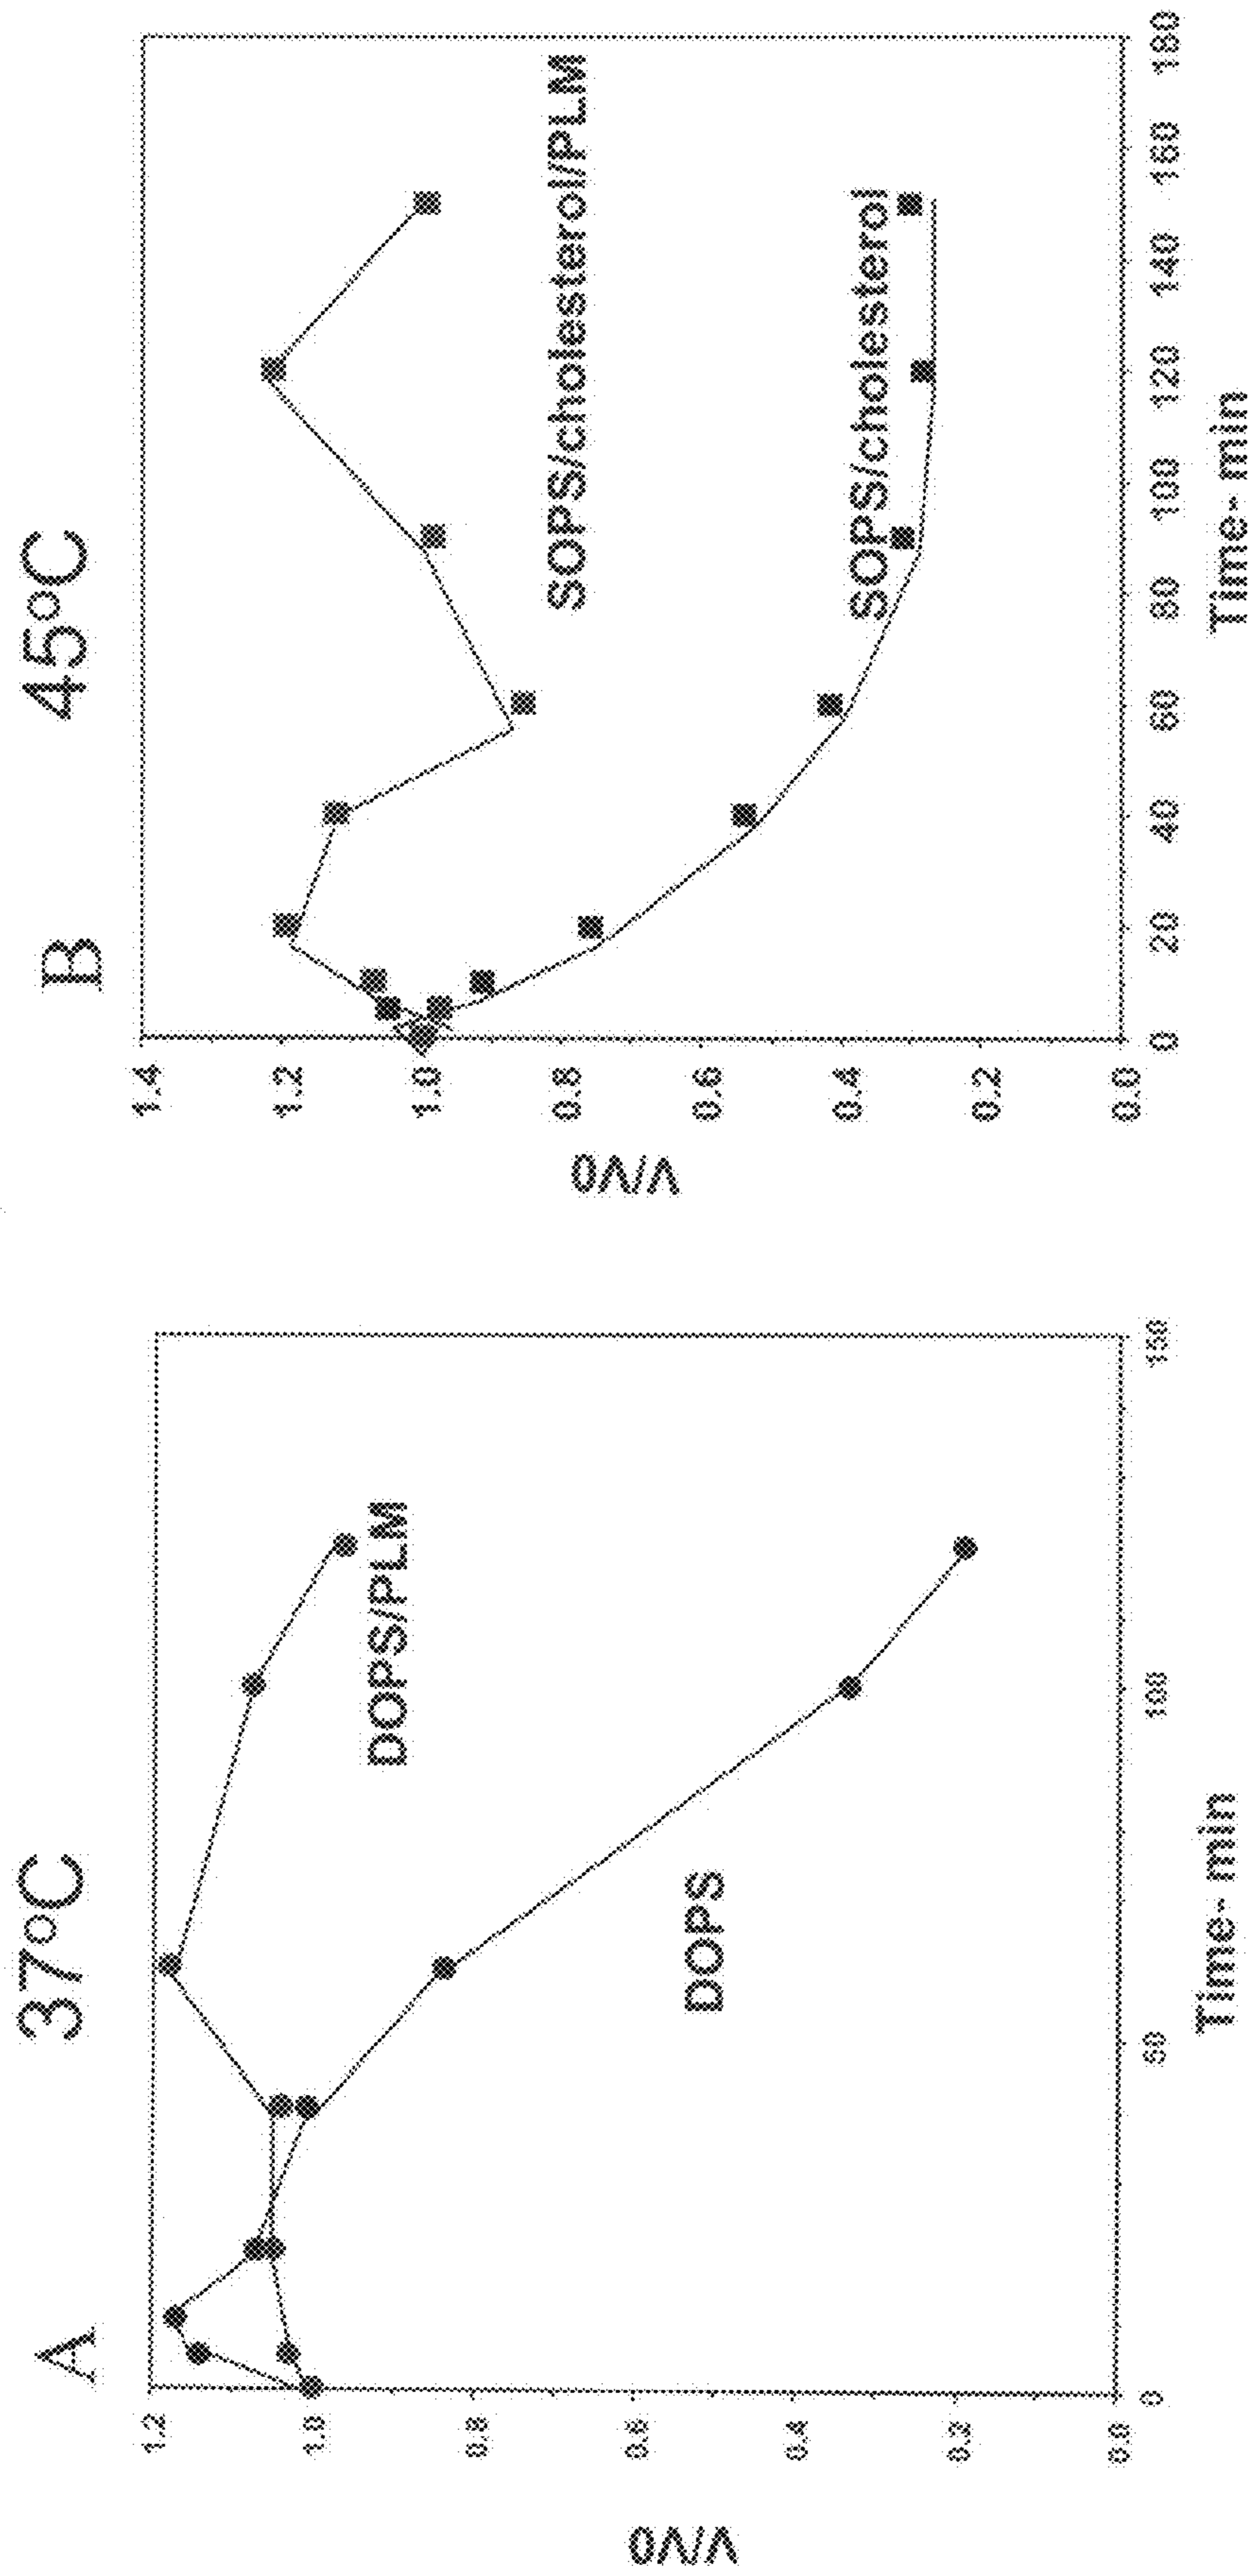 A
37°C
V/V0
1.2
1.0
0.8
0.6
0.4
0.2
0.0
DOPS/PLM
DOPS
0 50 100 150
Time- min
B
45°C
V/V0
1.4
1.2
1.0
0.8
0.6
0.4
0.2
0.0
SOPS/cholesterol/PLM
SOPS/cholesterol
0 20 40 60 80 100 120 140 160 180
Time- min